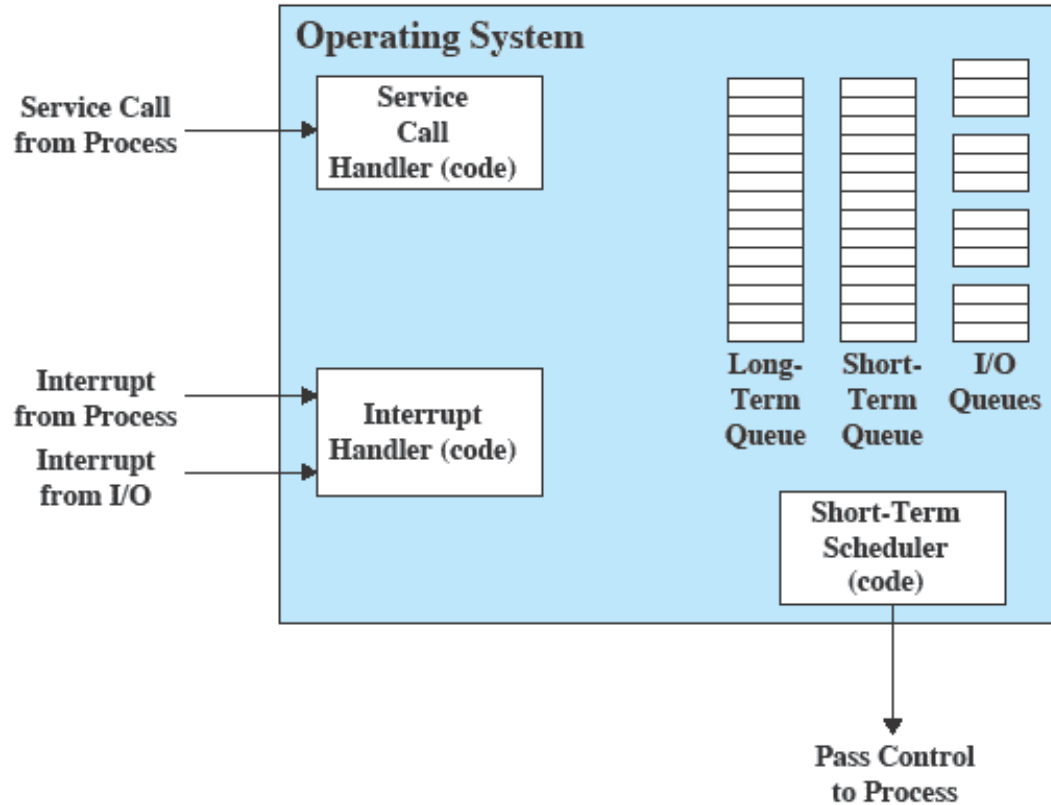 Operating System
Service Call
from Process
Service
Call
Handler (code)
Interrupt
from Process
Interrupt
from I/O
Interrupt
Handler (code)
Long-
Term
Queue
Short-
Term
Queue
I/O
Queues
Short-Term
Scheduler
(code)
Pass Control
to Process